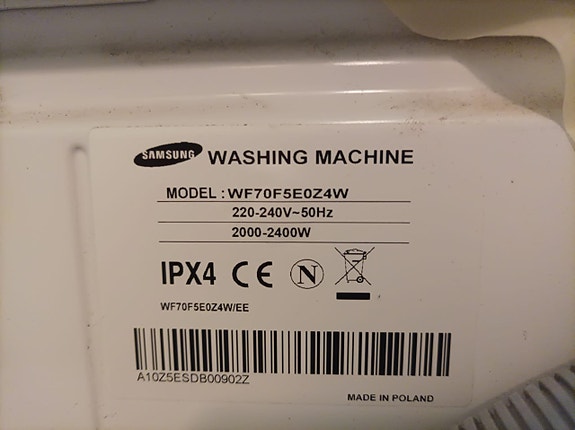 SAMSUNG WASHING MACHINE
MODEL : WF70F5E0Z4W
220-240V~50Hz
2000-2400W
IPX4 CE N
WF70F5E0Z4W/EE
A10Z5ESDB00902Z
MADE IN POLAND